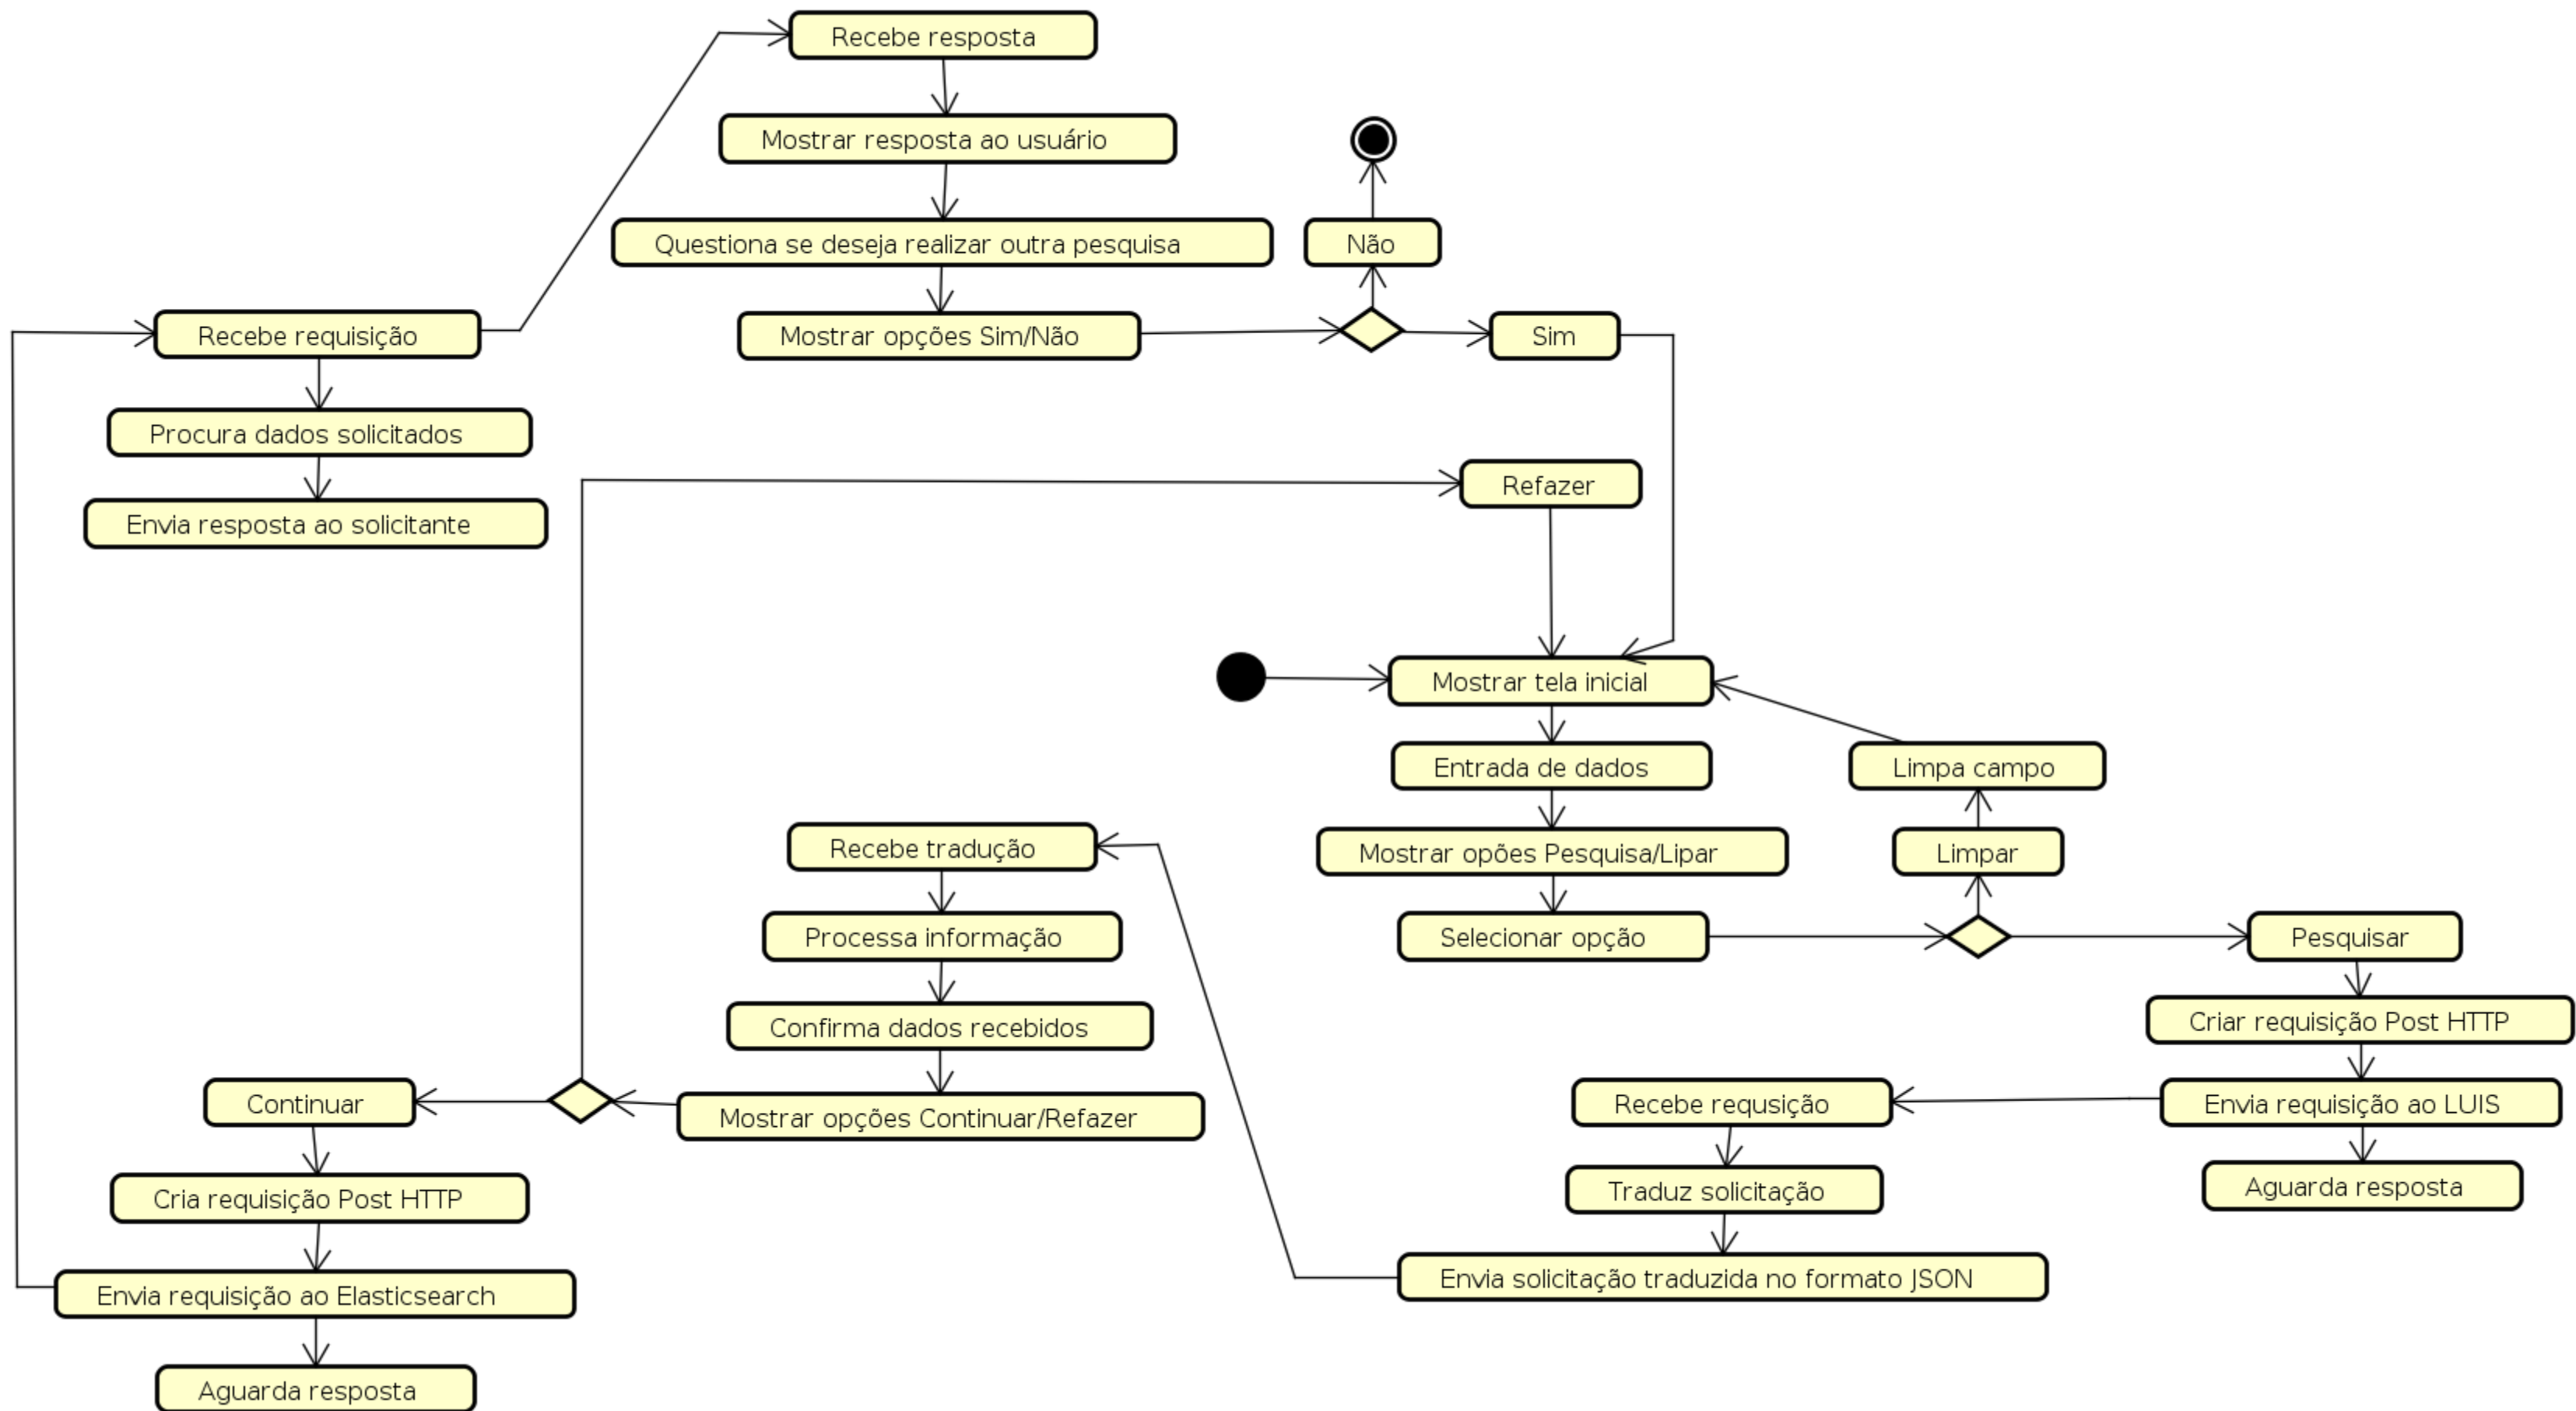 Recebe resposta
Mostrar resposta ao usuário
Questiona se deseja realizar outra pesquisa
Não
Recebe requisição
Mostrar opções Sim/Não
Sim
Procura dados solicitados
Refazer
Envia resposta ao solicitante
Mostrar tela inicial
Entrada de dados
Limpa campo
Recebe tradução
Mostrar opões Pesquisa/Lipar
Limpar
Processa informação
Selecionar opção
Pesquisar
Confirma dados recebidos
Criar requisição Post HTTP
Continuar
Mostrar opções Continuar/Refazer
Recebe requsição
Envia requisição ao LUIS
Cria requisição Post HTTP
Traduz solicitação
Aguarda resposta
Envia requisição ao Elasticsearch
Envia solicitação traduzida no formato JSON
Aguarda resposta